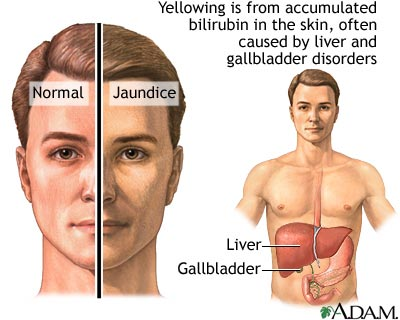 Yellowing is from accumulated
bilirubin in the skin, often
caused by liver and
gallbladder disorders
Normal
Jaundice
Liver
Gallbladder
ADAM.